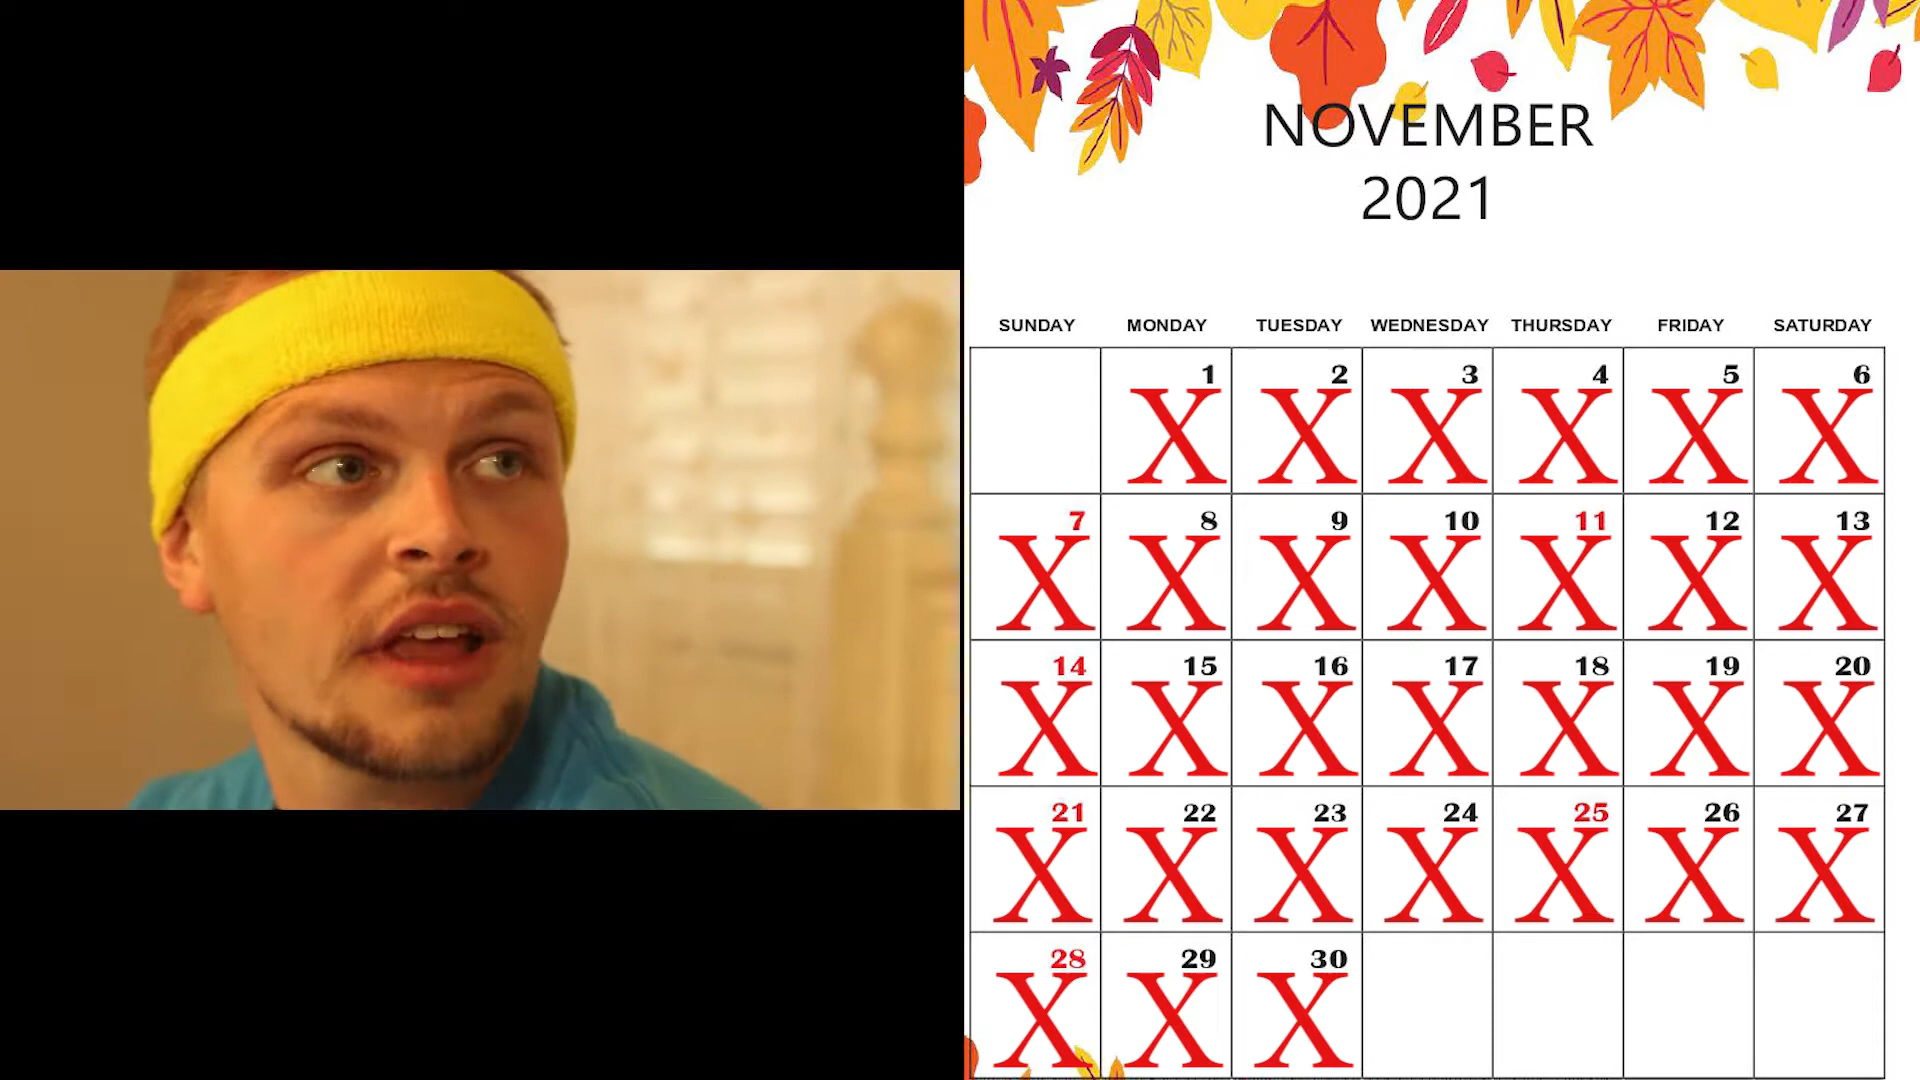 NOVEMBER
2021
SUNDAY MONDAY TUESDAY WEDNESDAY THURSDAY FRIDAY SATURDAY
1 2 3 4 5 6
X X X X X X
7 8 9 10 11 12 13
X X X X X X X
14 15 16 17 18 19 20
X X X X X X X
21 22 23 24 25 26 27
X X X X X X X
28 29 30
X X X